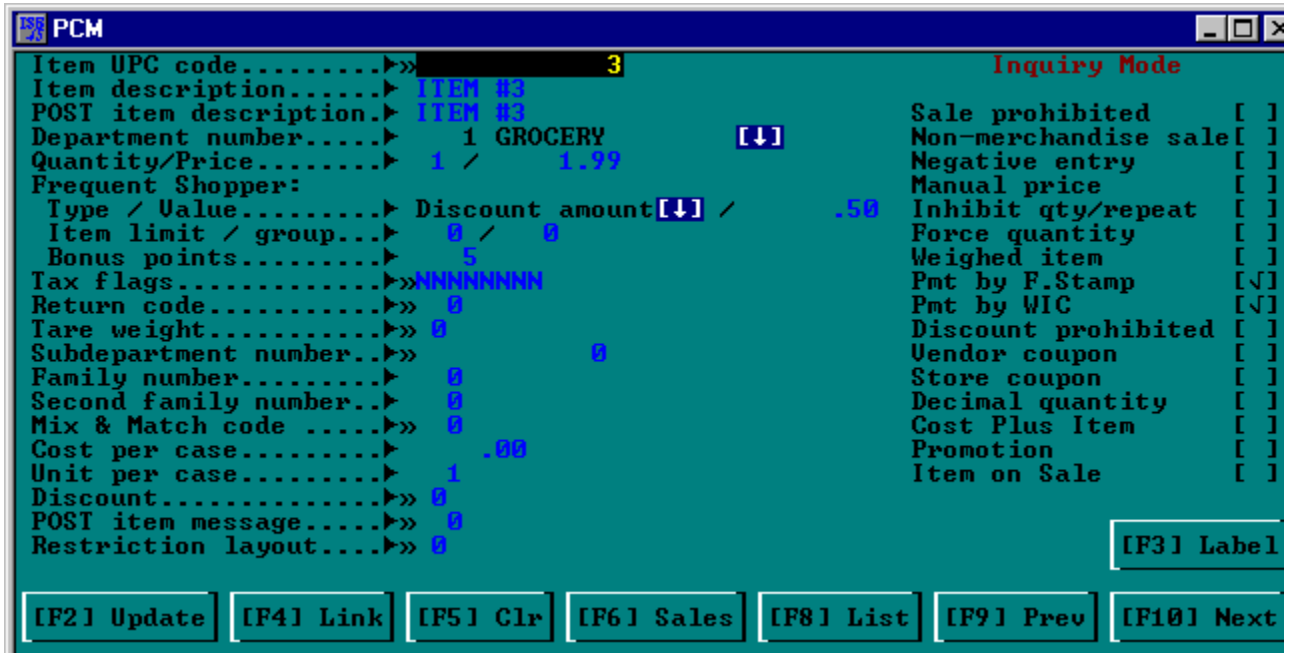 ISS PCM
Item UPC code.........►» 3 Inquiry Mode
Item description......► ITEM #3
POST item description.► ITEM #3 Sale prohibited [ ]
Department number.....► 1 GROCERY [↓] Non-merchandise sale[ ]
Quantity/Price........► 1 / 1.99 Negative entry [ ]
Frequent Shopper: Manual price [ ]
Type / Value.........► Discount amount[↓] / .50 Inhibit qty/repeat [ ]
Item limit / group...► 0 / 0 Force quantity [ ]
Bonus points.........► 5 Weighed item [ ]
Tax flags.............►»NNNNNNNN Pmt by F.Stamp [√]
Return code...........►» 0 Pmt by WIC [√]
Tare weight...........►» 0 Discount prohibited [ ]
Subdepartment number..►» 0 Vendor coupon [ ]
Family number.........► 0 Store coupon [ ]
Second family number..► 0 Decimal quantity [ ]
Mix & Match code .....►» 0 Cost Plus Item [ ]
Cost per case.........► .00 Promotion [ ]
Unit per case.........► 1 Item on Sale [ ]
Discount..............►» 0
POST item message.....►» 0
Restriction layout....►» 0 [F3] Label
[F2] Update [F4] Link [F5] Clr [F6] Sales [F8] List [F9] Prev [F10] Next